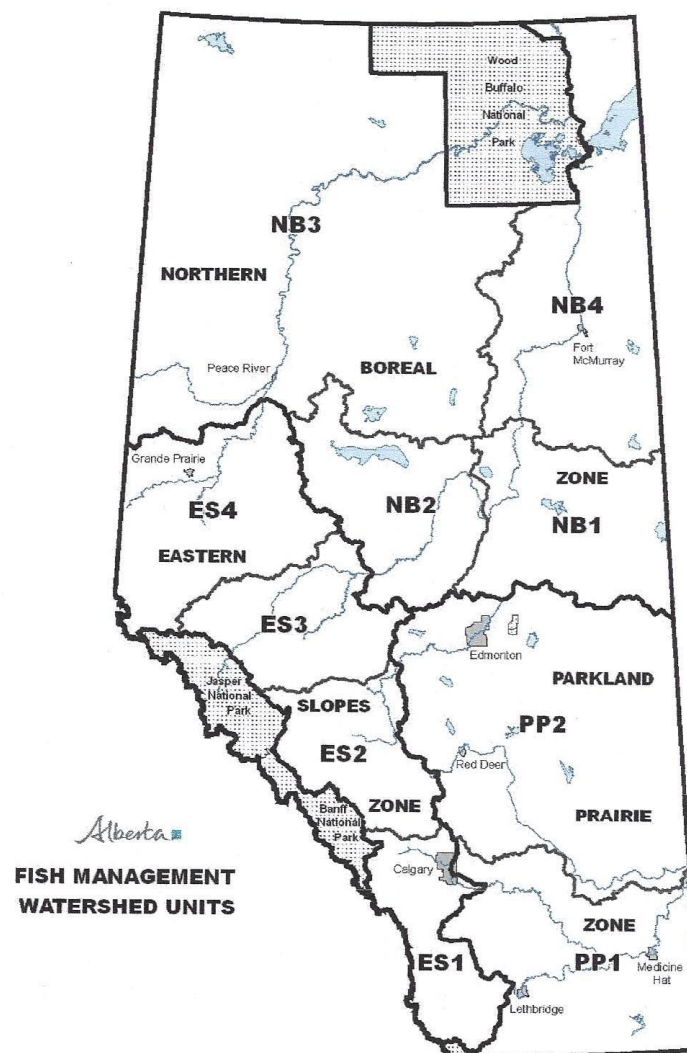 Wood
Buffalo
National
Park
NB3
NORTHERN
NB4
Fort
McMurray
Peace River
BOREAL
Grande Prairie
ZONE
ES4
NB2
NB1
EASTERN
ES3
Edmonton
Jasper
National
Park
SLOPES
PARKLAND
ES2
PP2
Red Deer
ZONE
Banff
National
Park
PRAIRIE
Alberta
FISH MANAGEMENT
WATERSHED UNITS
Calgary
ZONE
ES1
PP1
Medicine
Hat
Lethbridge